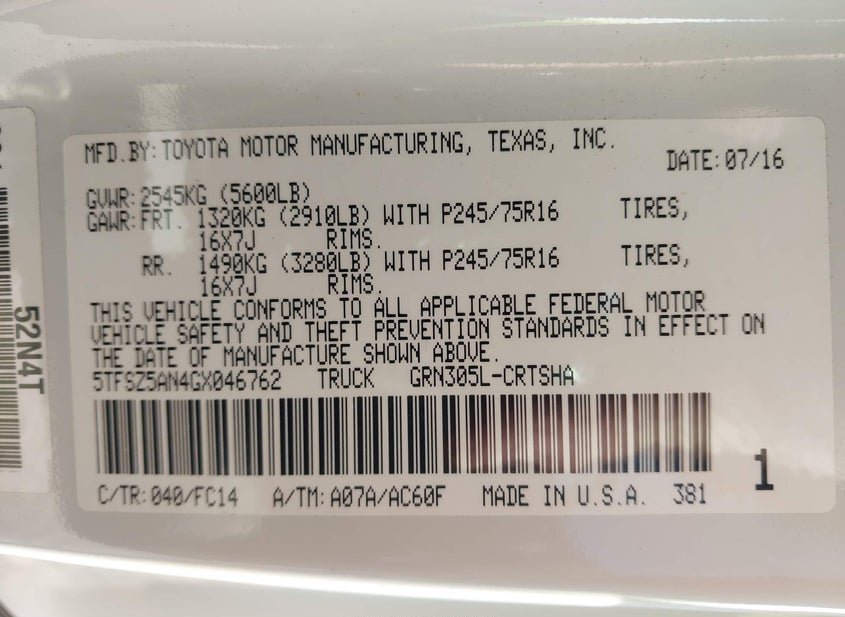 MFD.BY:TOYOTA MOTOR MANUFACTURING, TEXAS, INC.
DATE:07/16
GVWR:2545KG (5600LB)
GAWR:FRT. 1320KG (2910LB) WITH P245/75R16 TIRES,
16X7J RIMS.
RR. 1490KG (3280LB) WITH P245/75R16 TIRES,
16X7J RIMS.
THIS VEHICLE CONFORMS TO ALL APPLICABLE FEDERAL MOTOR
VEHICLE SAFETY AND THEFT PREVENTION STANDARDS IN EFFECT ON
THE DATE OF MANUFACTURE SHOWN ABOVE.
5TFSZ5AN4GX046762 TRUCK GRN305L-CRTSHA
C/TR:040/FC14 A/TM:A07A/AC60F MADE IN U.S.A. 381
1
52N4T